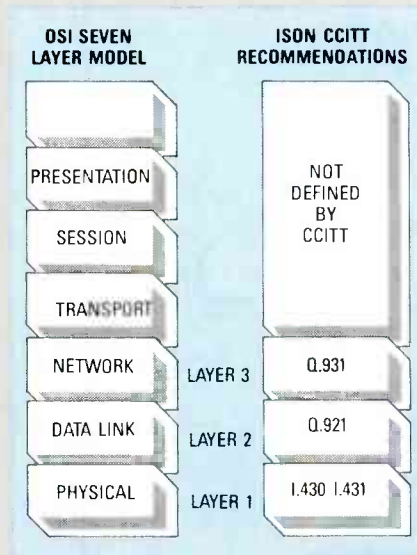 OSI SEVEN
LAYER MODEL
PRESENTATION
SESSION
TRANSPORT
NETWORK
DATA LINK
PHYSICAL
LAYER 3
LAYER 2
LAYER 1
ISON CCITT
RECOMMENDATIONS
NOT
DEFINED
BY
CCITT
Q.931
Q.921
I.430 I.431